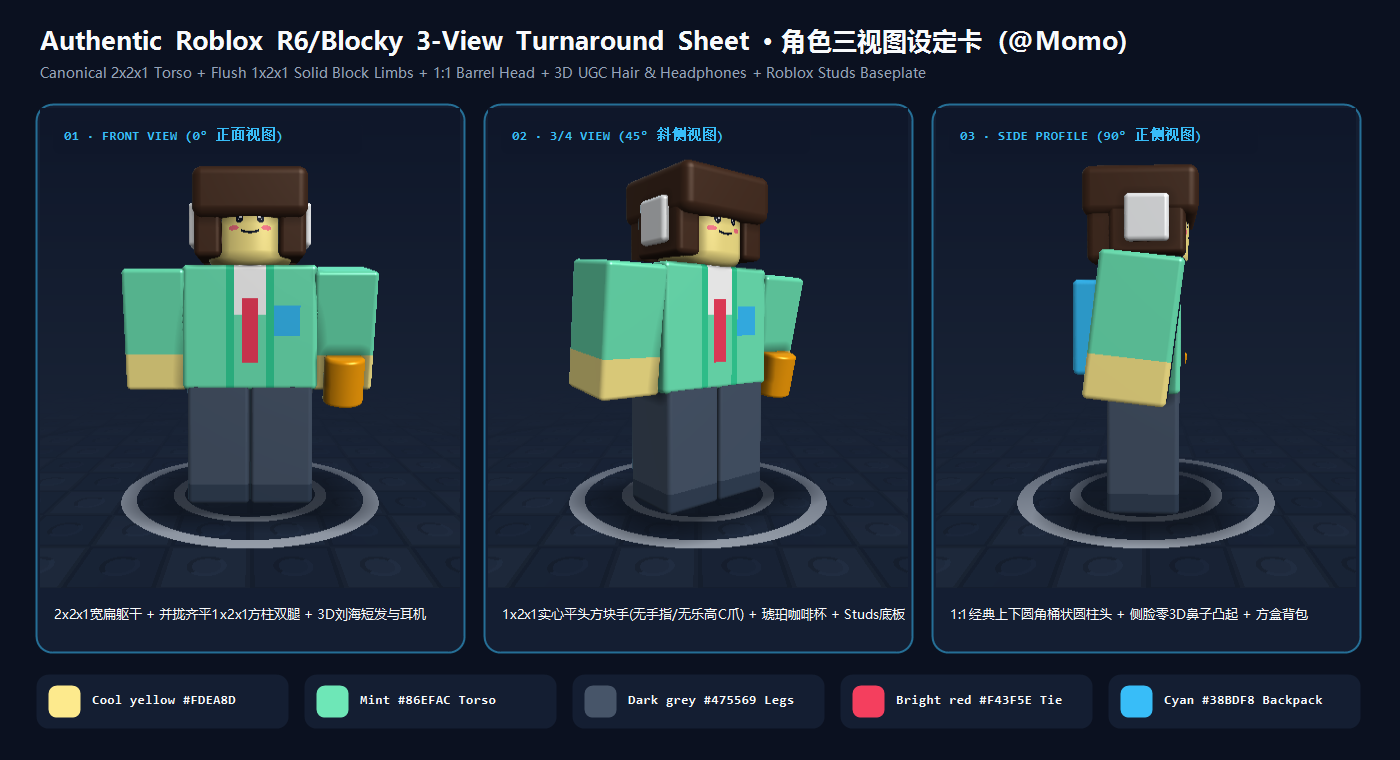 Authentic Roblox R6/Blocky 3-View Turnaround Sheet • 角色三视图设定卡 (@Momo)
Canonical 2x2x1 Torso + Flush 1x2x1 Solid Block Limbs + 1:1 Barrel Head + 3D UGC Hair & Headphones + Roblox Studs Baseplate
01 · FRONT VIEW (0° 正面视图)
02 · 3/4 VIEW (45° 斜侧视图)
03 · SIDE PROFILE (90° 正侧视图)
2x2x1宽扁躯干 + 并拢齐平1x2x1方柱双腿 + 3D刘海短发与耳机
1x2x1实心平头方块手(无手指/无乐高C爪) + 琥珀咖啡杯 + Studs底板
1:1经典上下圆角桶状圆柱头 + 侧脸零3D鼻子凸起 + 方盒背包
Cool yellow #FDEA8D
Mint #86EFAC Torso
Dark grey #475569 Legs
Bright red #F43F5E Tie
Cyan #38BDF8 Backpack